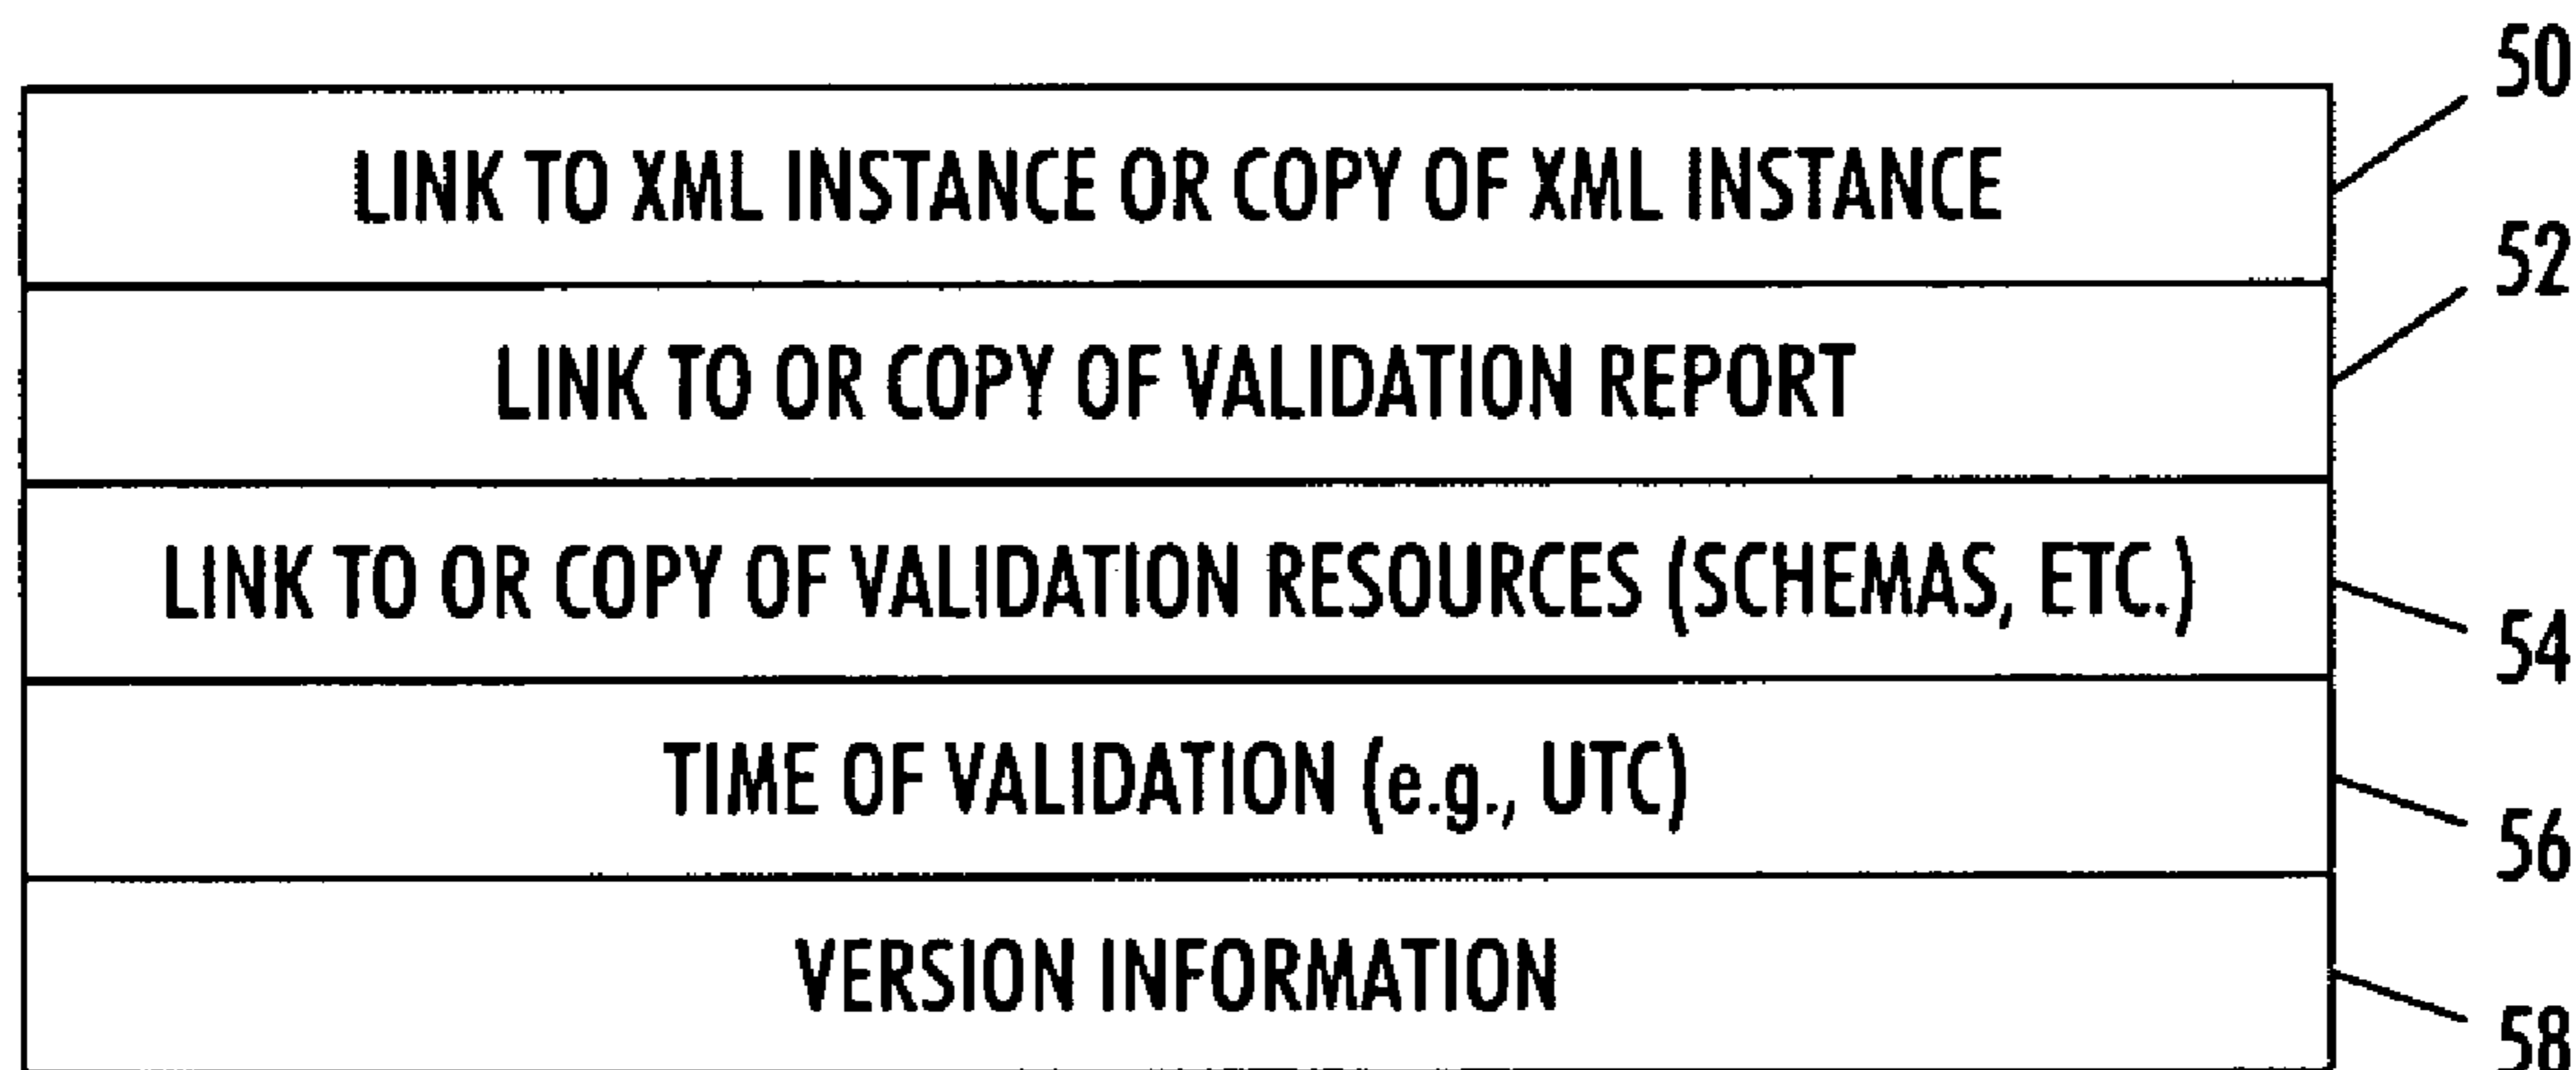 50
LINK TO XML INSTANCE OR COPY OF XML INSTANCE
52
LINK TO OR COPY OF VALIDATION REPORT
LINK TO OR COPY OF VALIDATION RESOURCES (SCHEMAS, ETC.)
54
TIME OF VALIDATION (e.g., UTC)
56
VERSION INFORMATION
58